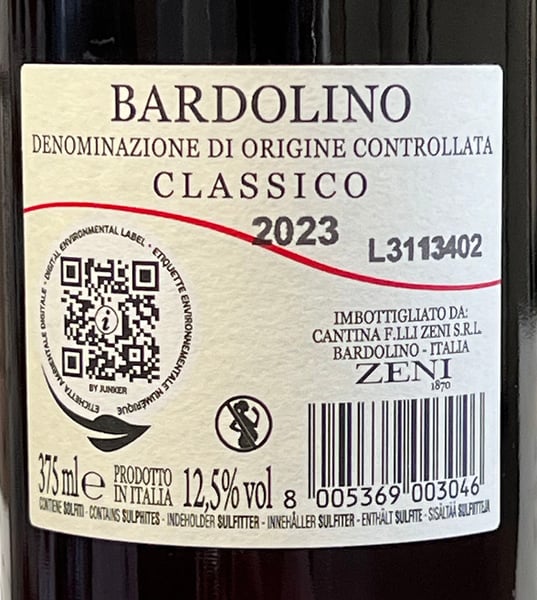 BARDOLINO
DENOMINAZIONE DI ORIGINE CONTROLLATA
CLASSICO
2023
L3113402
ETICHETTA AMBIENTALE DIGITALE - DIGITAL ENVIRONMENTAL LABEL - ETIQUETTE ENVIRONNEMENTALE NUMÉRIQUE
i
BY JUNKER
IMBOTTIGLIATO DA:
CANTINA F.LLI ZENI S.R.L.
BARDOLINO - ITALIA
ZENI
1870
375 ml e PRODOTTO
IN ITALIA
12,5% vol
8 005369 003046
CONTIENE SOLFITI - CONTAINS SULPHITES - INDEHOLDER SULFITTER - INNEHÅLLER SULFITER - ENTHÄLT SULFITE - SISÄLTÄÄ SULFIITTEJA